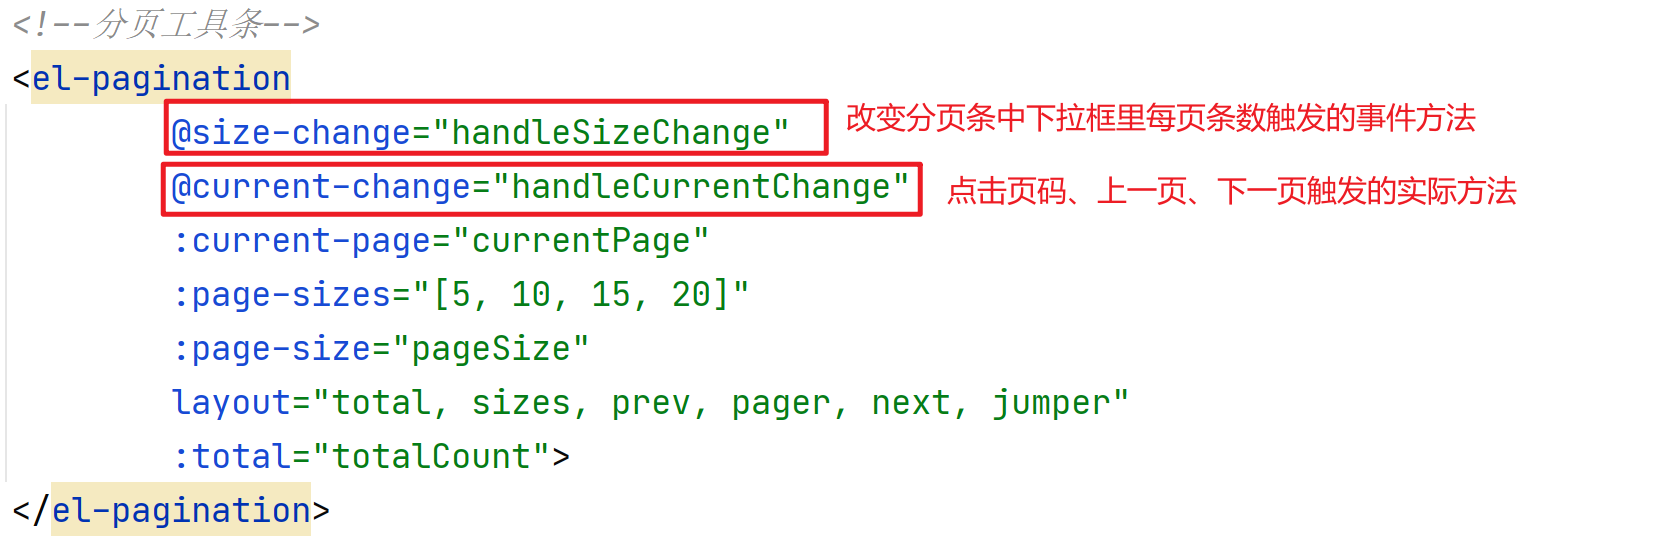 <!--分页工具条-->
<el-pagination
@size-change="handleSizeChange" 改变分页条中下拉框里每页条数触发的事件方法
@current-change="handleCurrentChange" 点击页码、上一页、下一页触发的实际方法
:current-page="currentPage"
:page-sizes="[5, 10, 15, 20]"
:page-size="pageSize"
layout="total, sizes, prev, pager, next, jumper"
:total="totalCount">
</el-pagination>